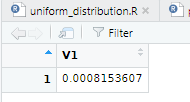 uniform_distribution.R
Filter
V1
1 0.0008153607